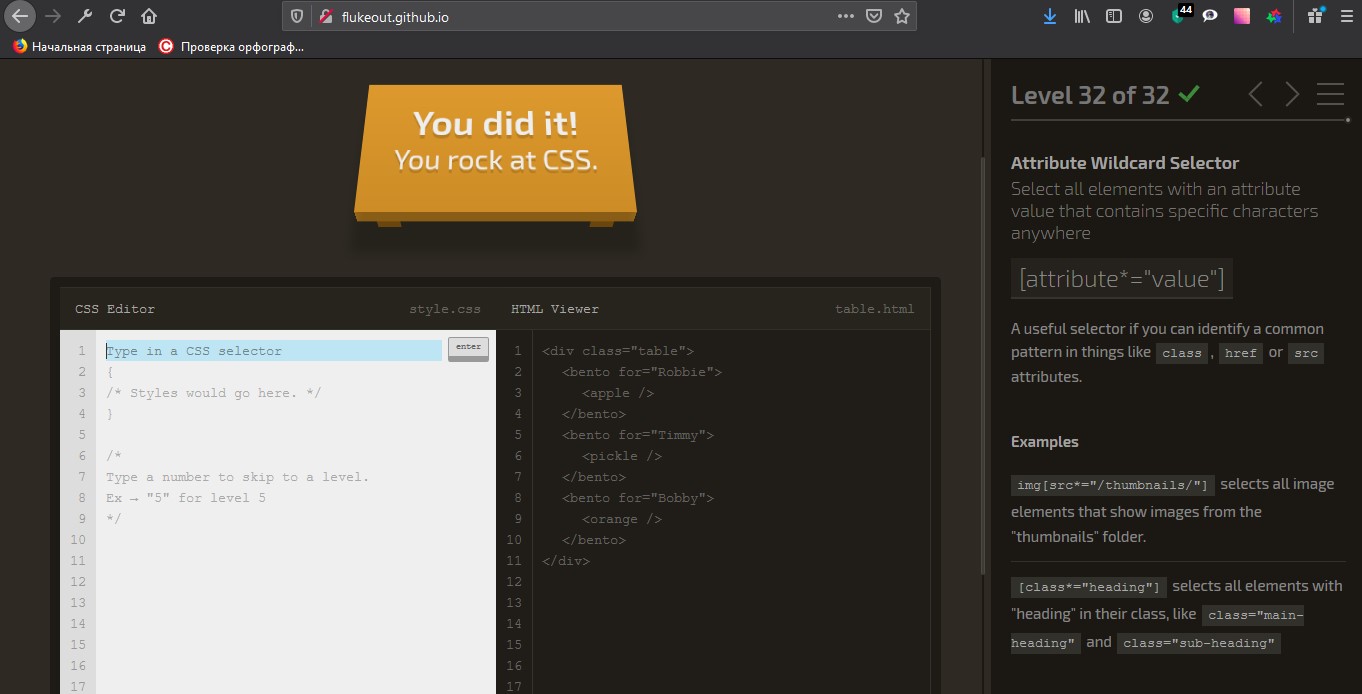 flukeout.github.io
44
Начальная страница
Проверка орфограф...
You did it!
You rock at CSS.
CSS Editor
style.css
HTML Viewer
table.html
1 Type in a CSS selector
enter
2 {
3 /* Styles would go here. */
4 }
5
6 /*
7 Type a number to skip to a level.
8 Ex → "5" for level 5
9 */
10
11
12
13
14
15
16
17
1 <div class="table">
2 <bento for="Robbie">
3 <apple />
4 </bento>
5 <bento for="Timmy">
6 <pickle />
7 </bento>
8 <bento for="Bobby">
9 <orange />
10 </bento>
11 </div>
12
13
14
15
16
17
Level 32 of 32
Attribute Wildcard Selector
Select all elements with an attribute
value that contains specific characters
anywhere
[attribute*="value"]
A useful selector if you can identify a common
pattern in things like class , href or src
attributes.
Examples
img[src*="/thumbnails/"] selects all image
elements that show images from the
"thumbnails" folder.
[class*="heading"] selects all elements with
"heading" in their class, like class="main-
heading" and class="sub-heading"